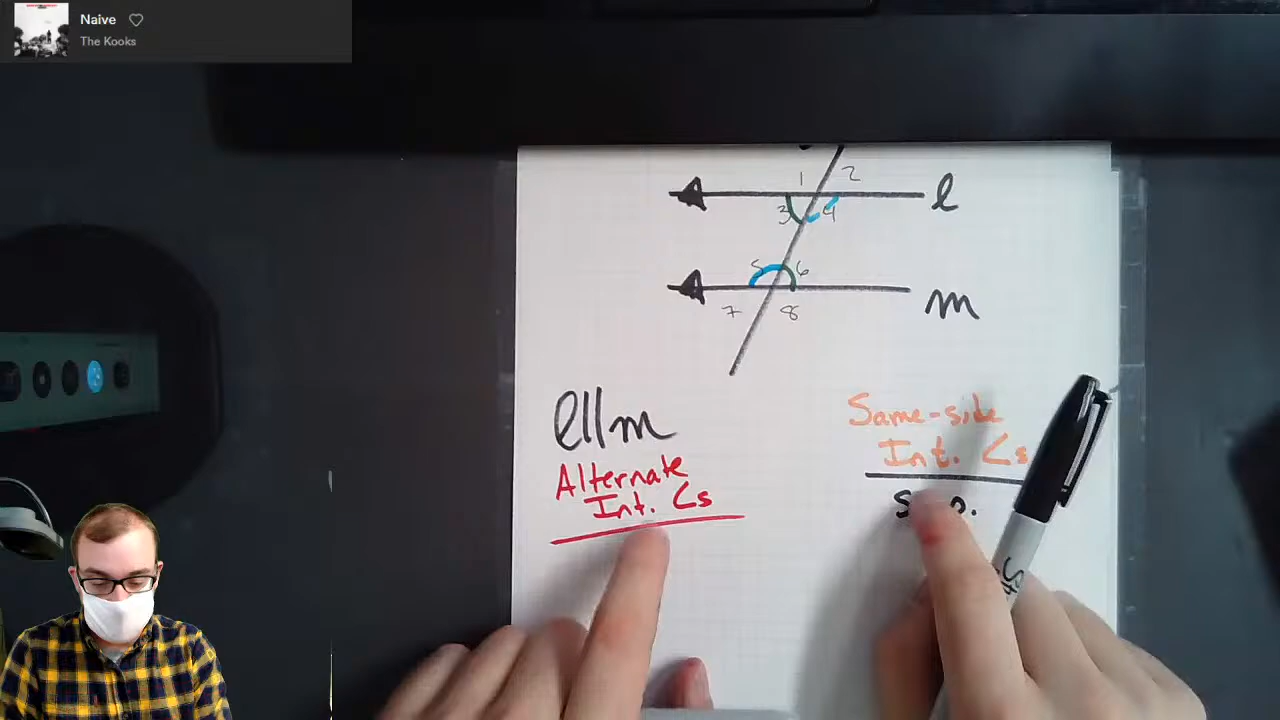 Naive
The Kooks
1 2
l
3 4
5 6
m
7 8
l||m
Alternate
Int. ∠s
Same-side
Int. ∠s